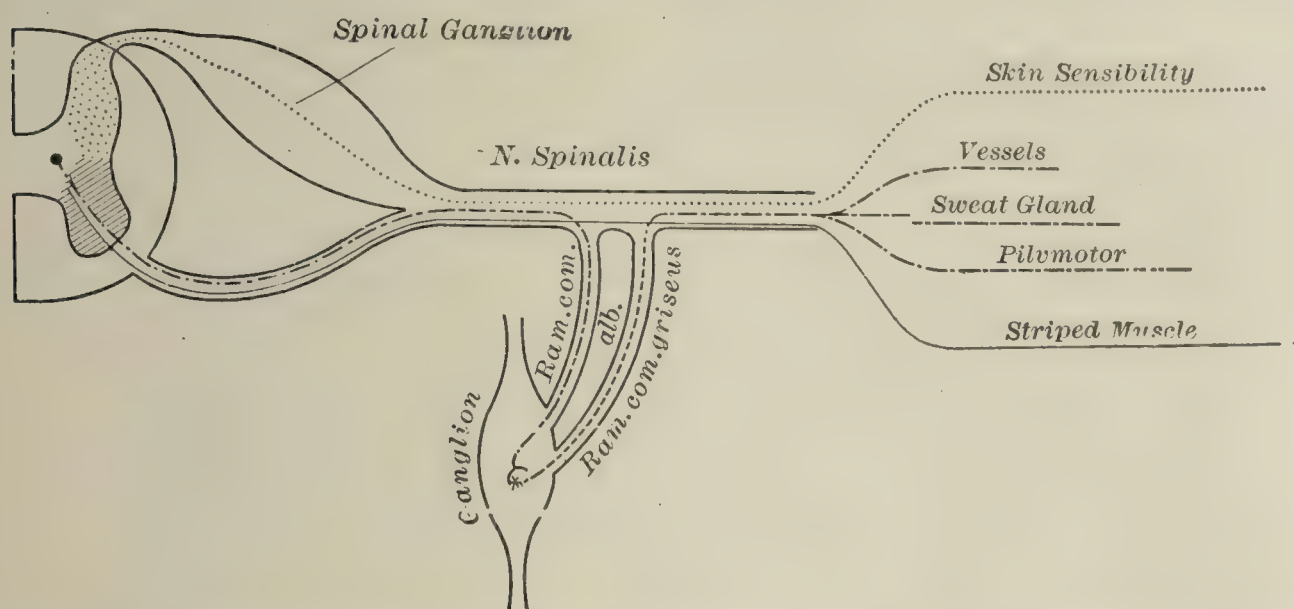 Spinal Ganglion
Skin Sensibility
N. Spinalis
Vessels
Sweat Gland
Pilomotor
Striped Muscle
Ram. com.
alb.
Ram. com. griseus
Ganglion